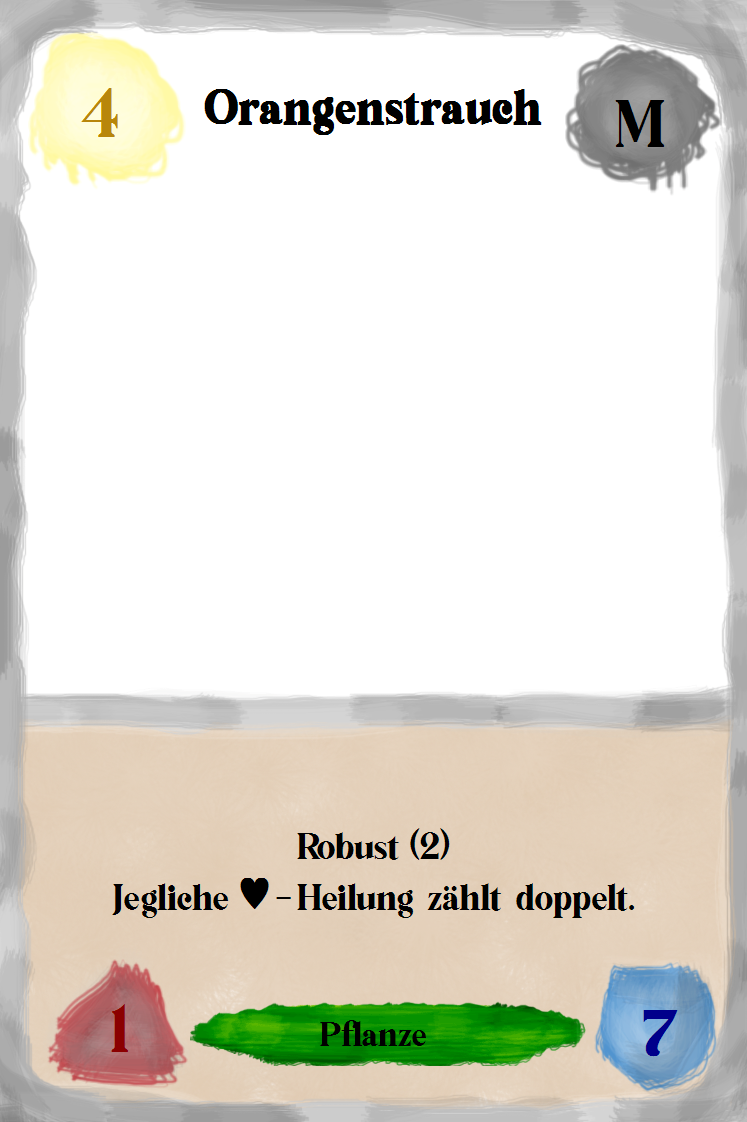 4
Orangenstrauch
M
Robust (2)
Jegliche ♥-Heilung zählt doppelt.
1
Pflanze
7